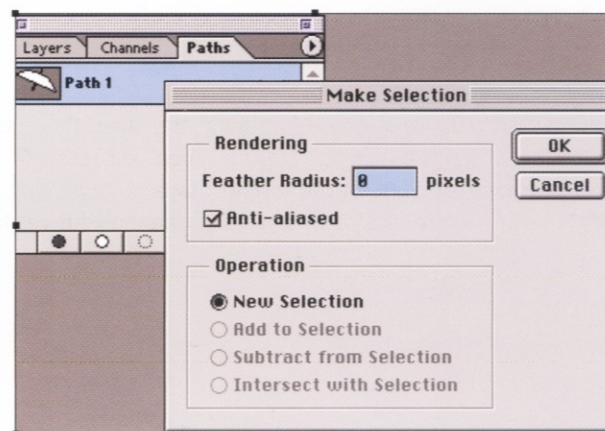 Layers Channels Paths
Path 1
Make Selection
Rendering
OK
Feather Radius: 0 pixels
Cancel
Anti-aliased
Operation
New Selection
Add to Selection
Subtract from Selection
Intersect with Selection